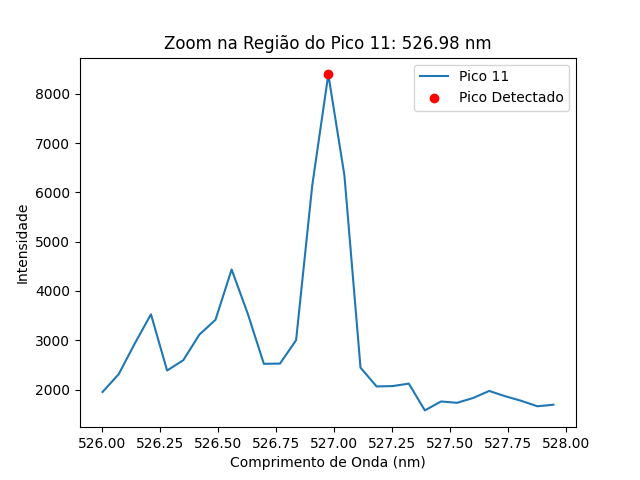 Zoom na Região do Pico 11: 526.98 nm
Pico 11
Pico Detectado
Intensidade
8000
7000
6000
5000
4000
3000
2000
526.00 526.25 526.50 526.75 527.00 527.25 527.50 527.75 528.00
Comprimento de Onda (nm)